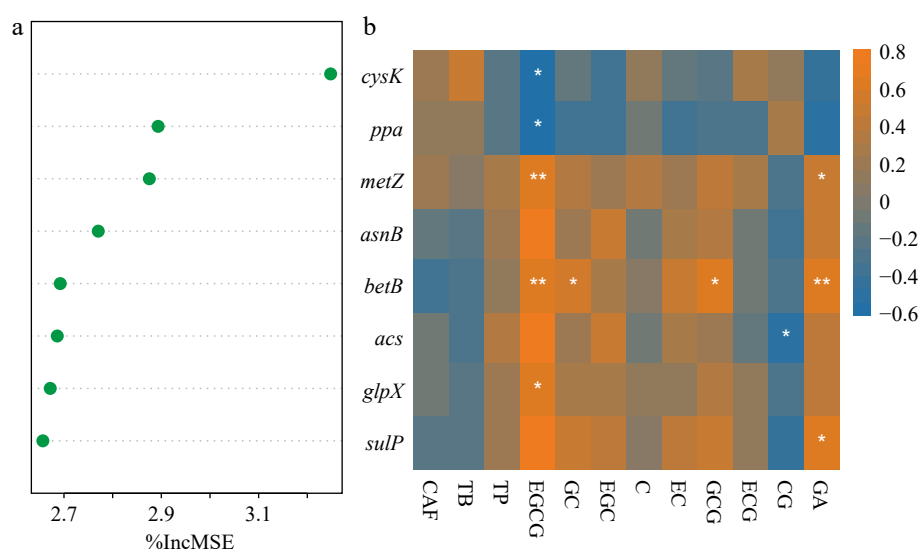 a
b
cysK
ppa
metZ
asnB
betB
acs
glpX
sulP
* 
*
** *
** * * **
*
*
*
0.8
0.6
0.4
0.2
0
−0.2
−0.4
−0.6
2.7 2.9 3.1
%IncMSE
CAF TB TP EGCG GC EGC C EC GCG ECG CG GA